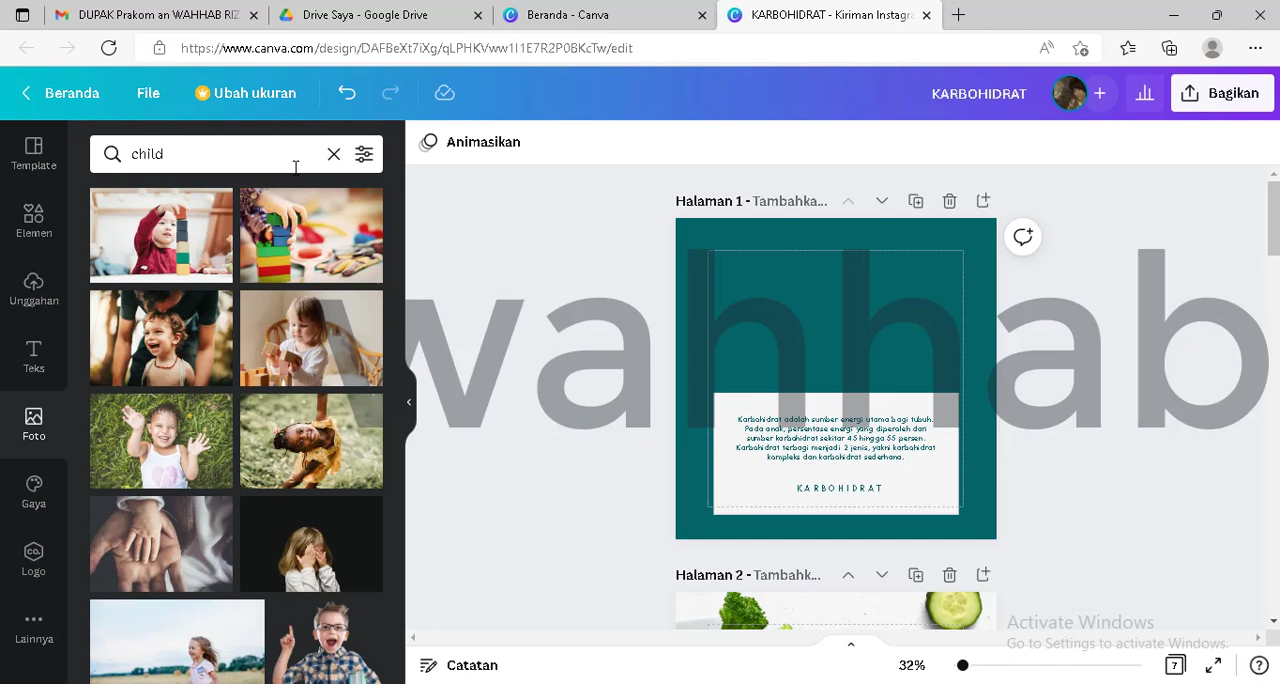 DUPAK Prakom an WAHHAB RIZ
Drive Saya - Google Drive
Beranda - Canva
KARBOHIDRAT - Kiriman Instagra
https://www.canva.com/design/DAFBeXt7iXg/qLPHKVww1I1E7R2P0BKcTw/edit
Beranda
File
Ubah ukuran
KARBOHIDRAT
Bagikan
Template
Elemen
Unggahan
Teks
Foto
Gaya
co.
Logo
Lainnya
child
Animasikan
Halaman 1 - Tambahka...
wahhab
Karbohidrat adalah sumber energi utama bagi tubuh.
Pada anak, persentase energi yang diperoleh dari
sumber karbohidrat sekitar 45 hingga 55 persen.
Karbohidrat terbagi menjadi 2 jenis, yakni karbohidrat
kompleks dan karbohidrat sederhana.
KARBOHIDRAT
Halaman 2 - Tambahk...
Activate Windows
Go to Settings to activate Windows.
Catatan
32%
7